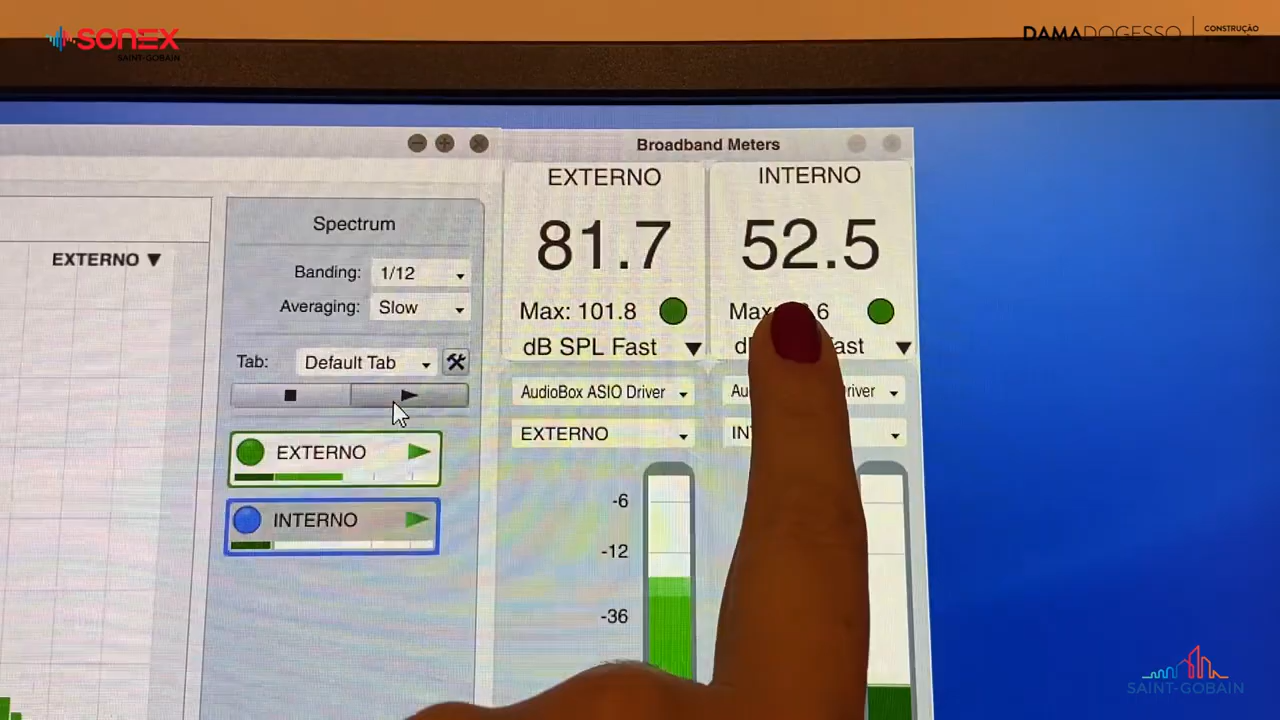 SONEX
SAINT-GOBAIN
DAMADOGESSO
CONSTRUÇÃO
Broadband Meters
EXTERNO
INTERNO
81.7
52.5
Max: 101.8
.6
dB SPL Fast
EXTERNO
Spectrum
Banding: 1/12
Averaging: Slow
Tab: Default Tab
EXTERNO
INTERNO
AudioBox ASIO Driver
EXTERNO
-6
-12
-36
SAINT-GOBAIN